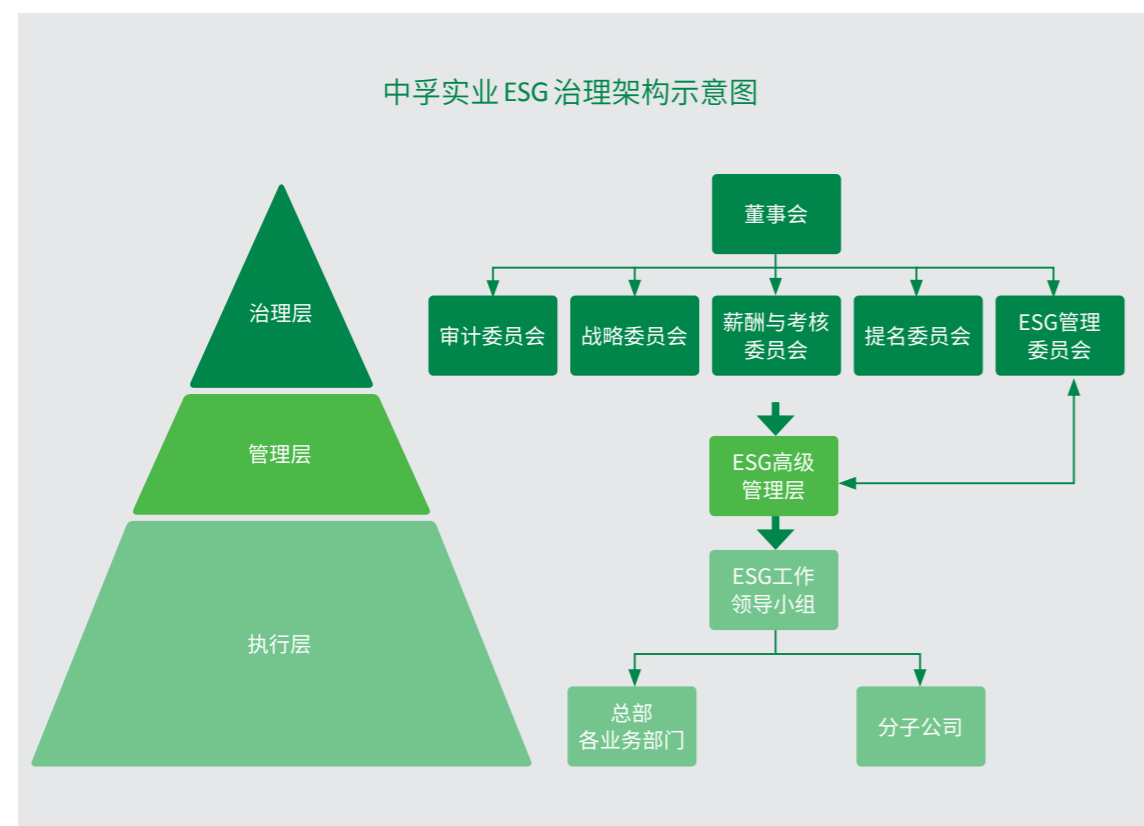 中孚实业 ESG 治理架构示意图
治理层
管理层
执行层
董事会
审计委员会
战略委员会
薪酬与考核
委员会
提名委员会
ESG管理
委员会
ESG高级
管理层
ESG工作
领导小组
总部
各业务部门
分子公司